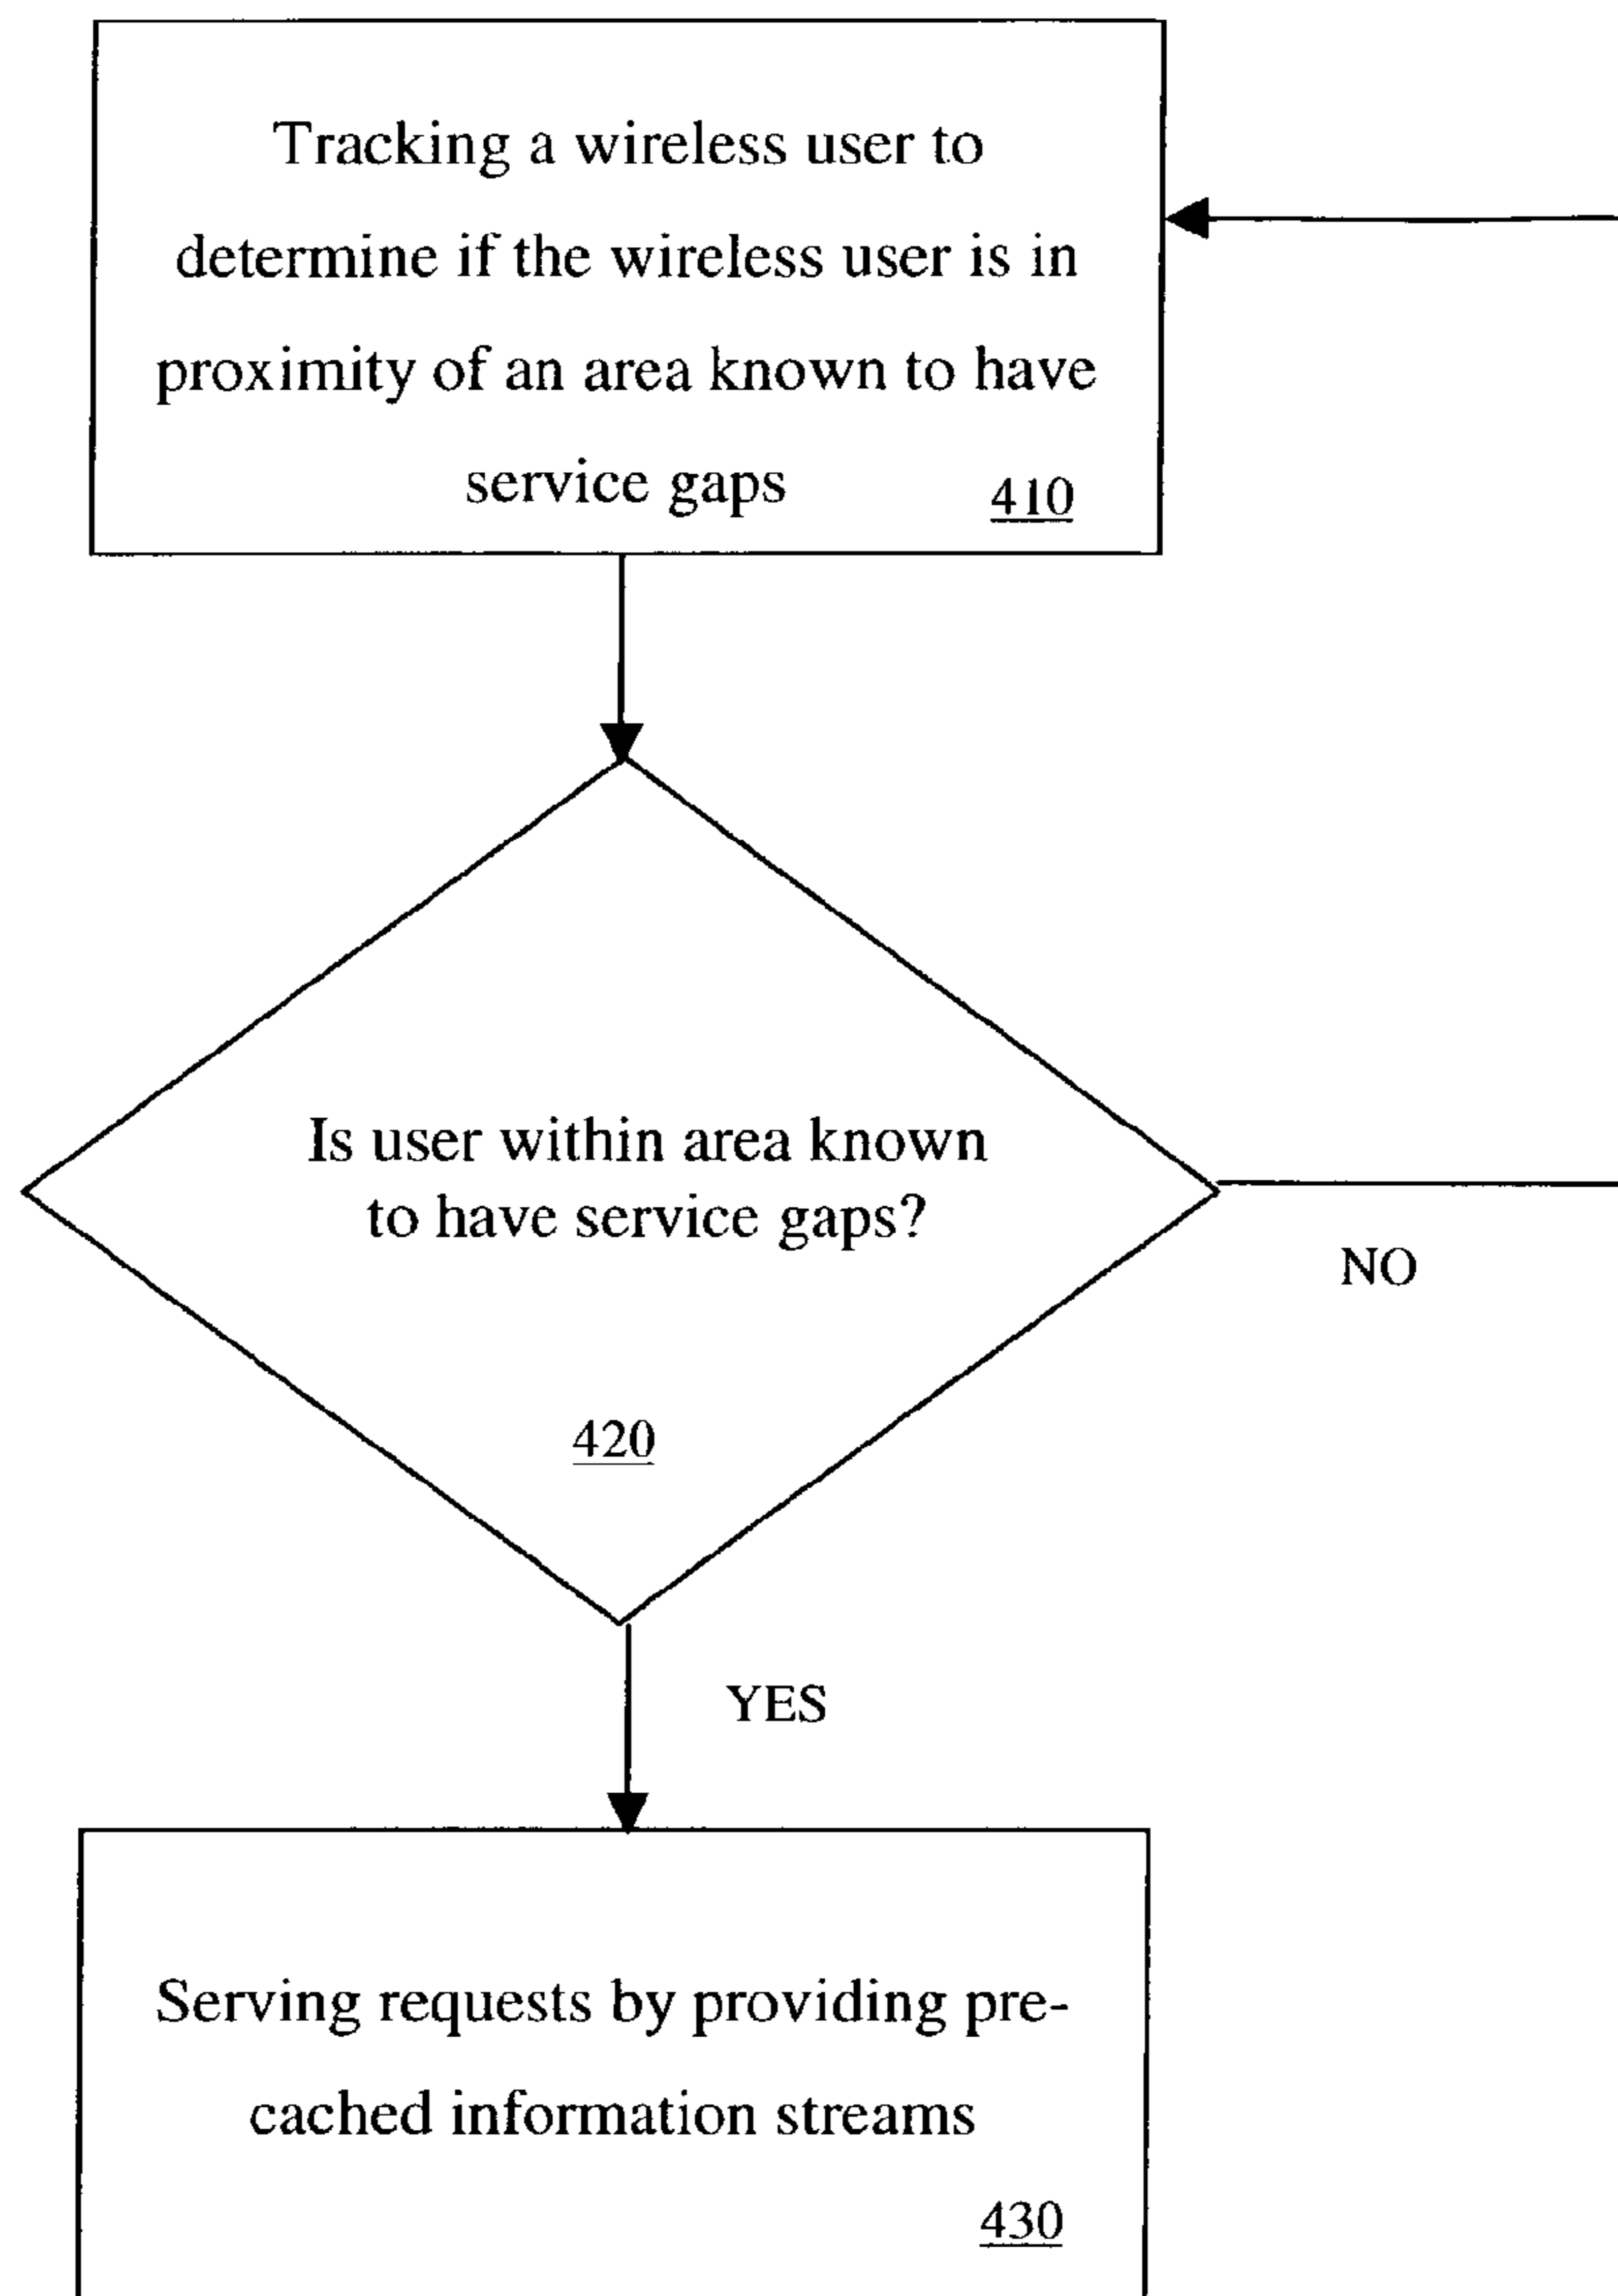 Tracking a wireless user to
determine if the wireless user is in
proximity of an area known to have
service gaps 410
Is user within area known
to have service gaps?
NO
420
YES
Serving requests by providing pre-
cached information streams
430